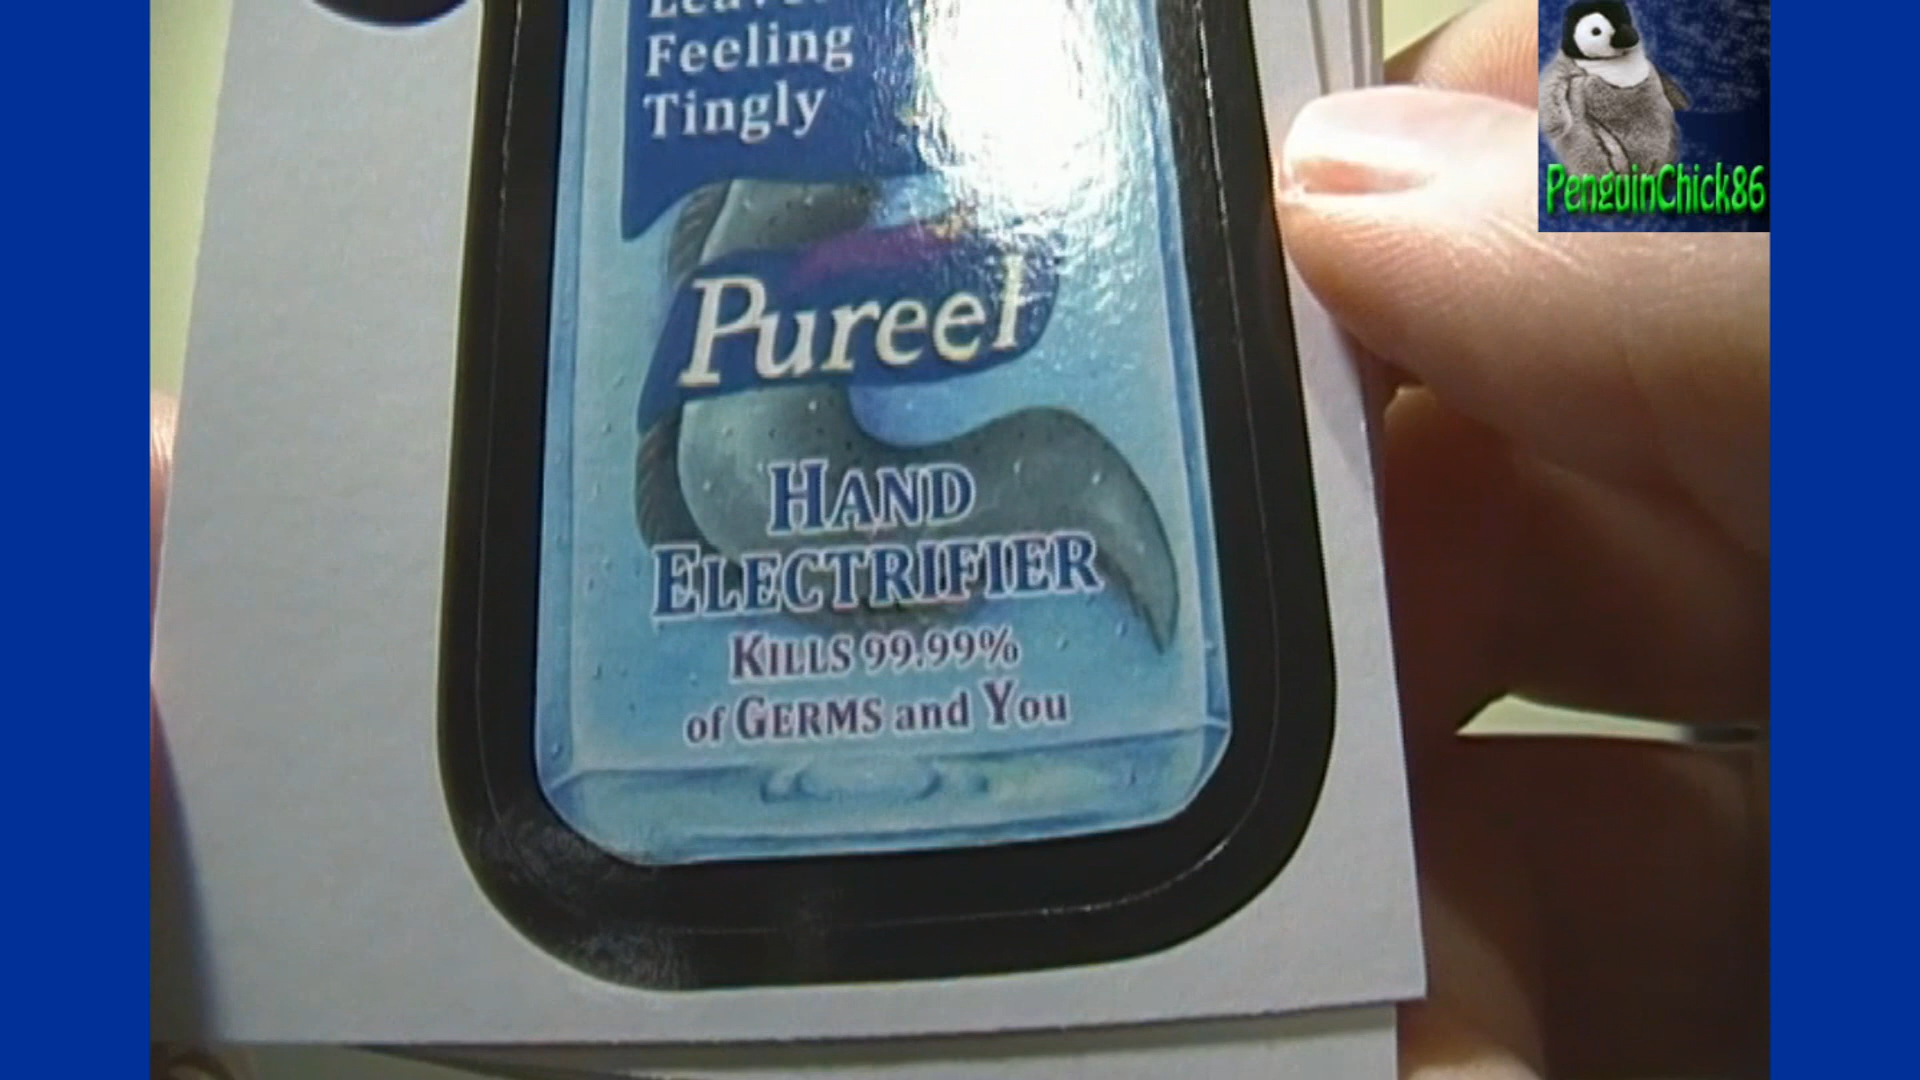 Feeling
Tingly
PenguinChick86
Pureel
HAND
ELECTRIFIER
KILLS 99.99%
of GERMS and You